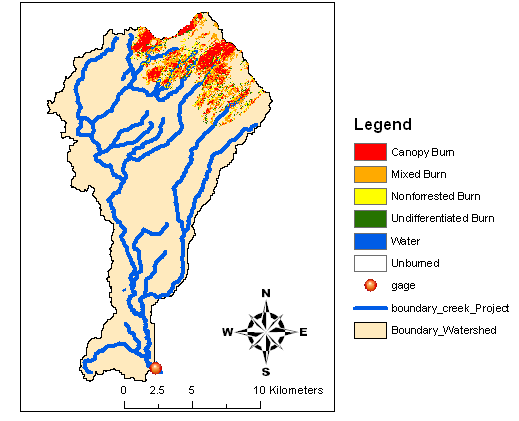 Legend
Canopy Burn
Mixed Burn
Nonforrested Burn
Undifferentiated Burn
Water
Unburned
gage
boundary_creek_Project
Boundary_Watershed
N
W E
S
0 2.5 5 10 Kilometers